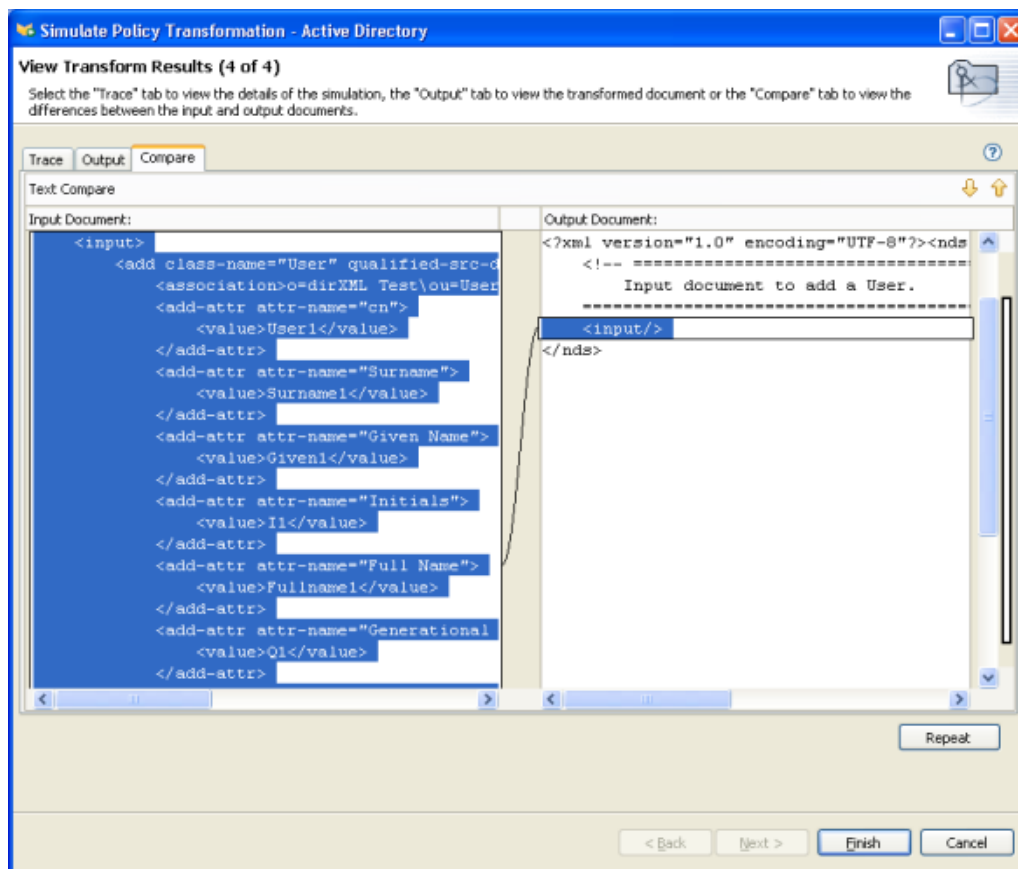 Simulate Policy Transformation - Active Directory
View Transform Results (4 of 4)
Select the "Trace" tab to view the details of the simulation, the "Output" tab to view the transformed document or the "Compare" tab to view the
differences between the input and output documents.
Trace Output Compare
Text Compare
Input Document:
<input>
<add class-name="User" qualified-src-d
<association>o=dirXML Test\ou=User
<add-attr attr-name="cn">
<value>User1</value>
</add-attr>
<add-attr attr-name="Surname">
<value>Surname1</value>
</add-attr>
<add-attr attr-name="Given Name">
<value>Given1</value>
</add-attr>
<add-attr attr-name="Initials">
<value>I1</value>
</add-attr>
<add-attr attr-name="Full Name">
<value>Fullname1</value>
</add-attr>
<add-attr attr-name="Generational
<value>Q1</value>
</add-attr>
Output Document:
<?xml version="1.0" encoding="UTF-8"?><nds
<!-- ==================================
Input document to add a User.
=======================================
<input/>
</nds>
Repeat
< Back Next > Finish Cancel